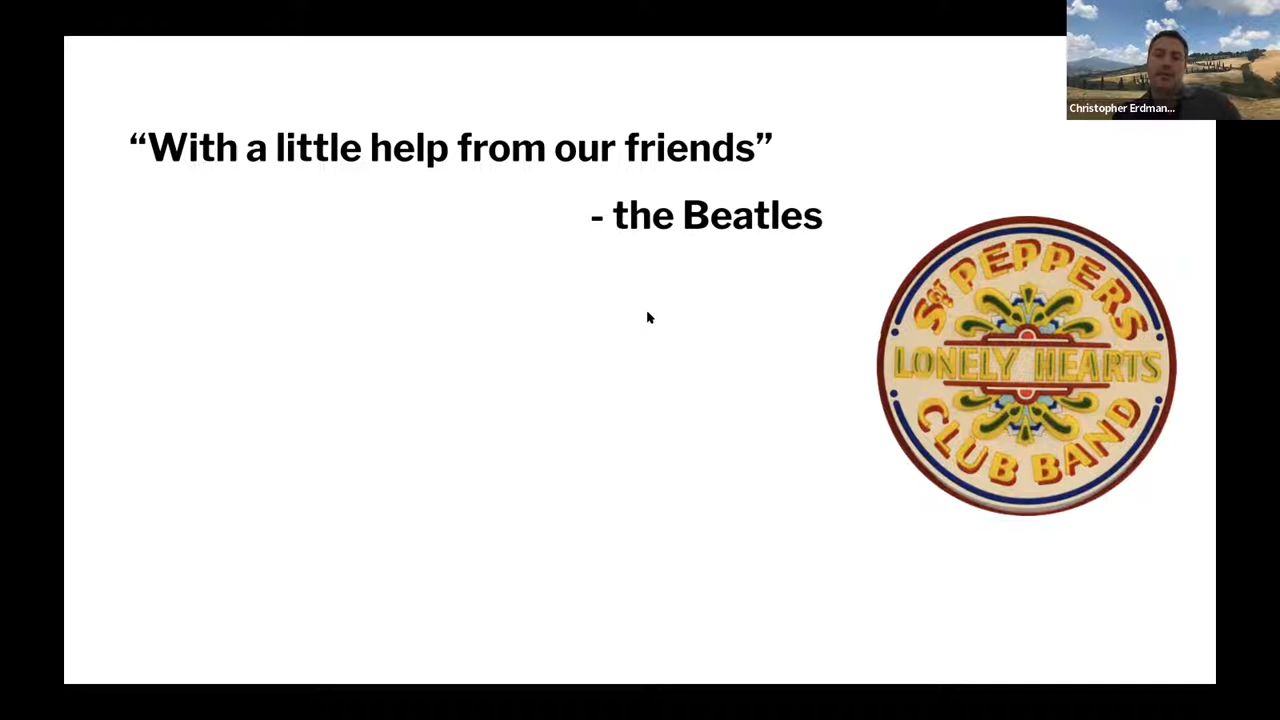 Christopher Erdman...
“With a little help from our friends”
- the Beatles
SGT PEPPERS
LONELY HEARTS
CLUB BAND